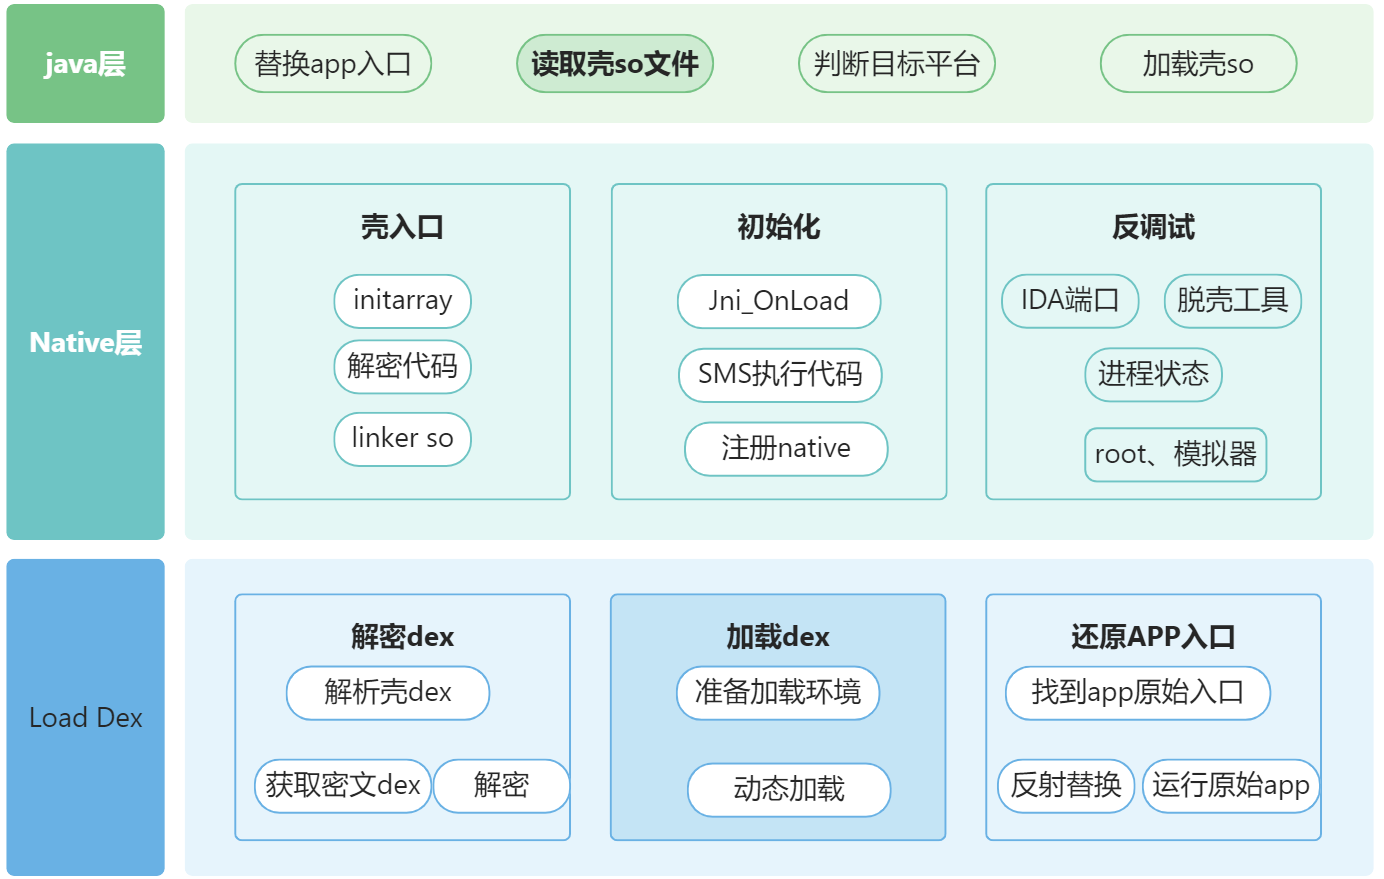 java层
替换app入口
读取壳so文件
判断目标平台
加载壳so
Native层
壳入口
initarray
解密代码
linker so
初始化
Jni_OnLoad
SMS执行代码
注册native
反调试
IDA端口
脱壳工具
进程状态
root、模拟器
Load Dex
解密dex
解析壳dex
获取密文dex
解密
加载dex
准备加载环境
动态加载
还原APP入口
找到app原始入口
反射替换
运行原始app